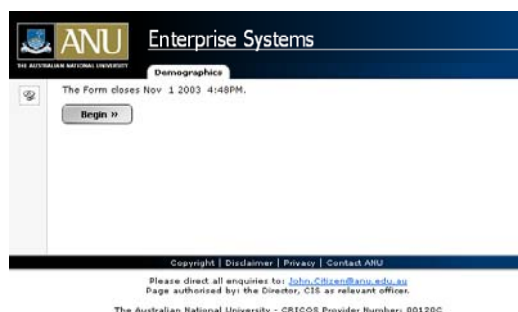 ANU
THE AUSTRALIAN NATIONAL UNIVERSITY
Enterprise Systems
Demographics
The Form closes Nov 1 2003 4:48PM.
Begin »
Copyright | Disclaimer | Privacy | Contact ANU
Please direct all enquiries to: John.Citizen@anu.edu.au
Page authorised by: the Director, CIS as relevant officer.
The Australian National University - CRICOS Provider Number: 00120C